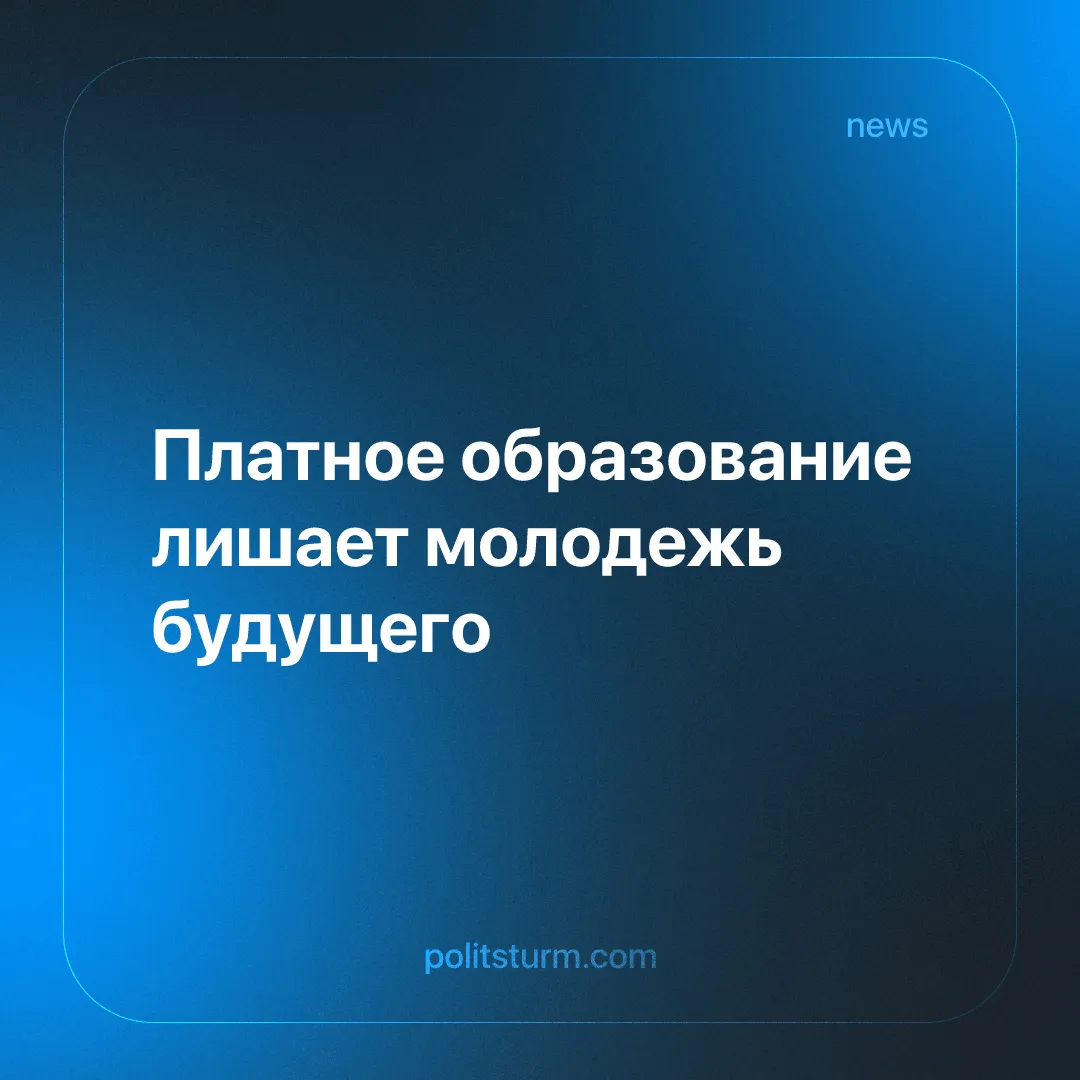 news
Платное образование
лишает молодежь
будущего
politsturm.com